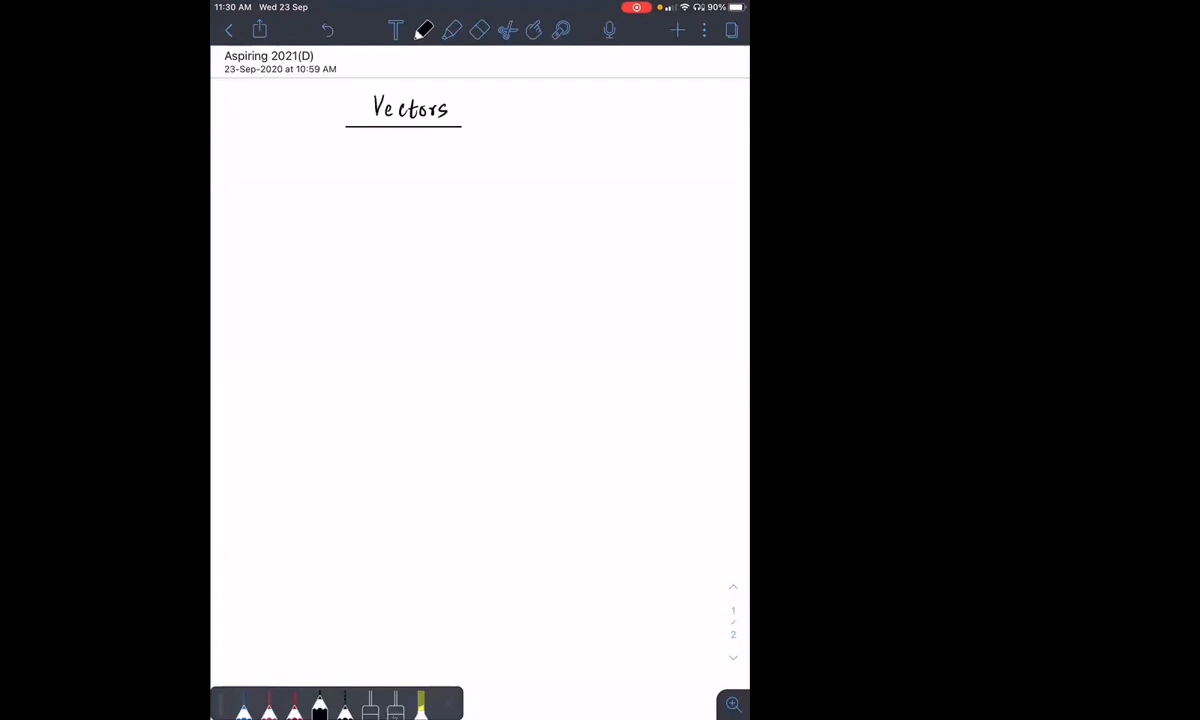 11:30 AM Wed 23 Sep 90%
Aspiring 2021(D)
23-Sep-2020 at 10:59 AM
Vectors
1
/
2